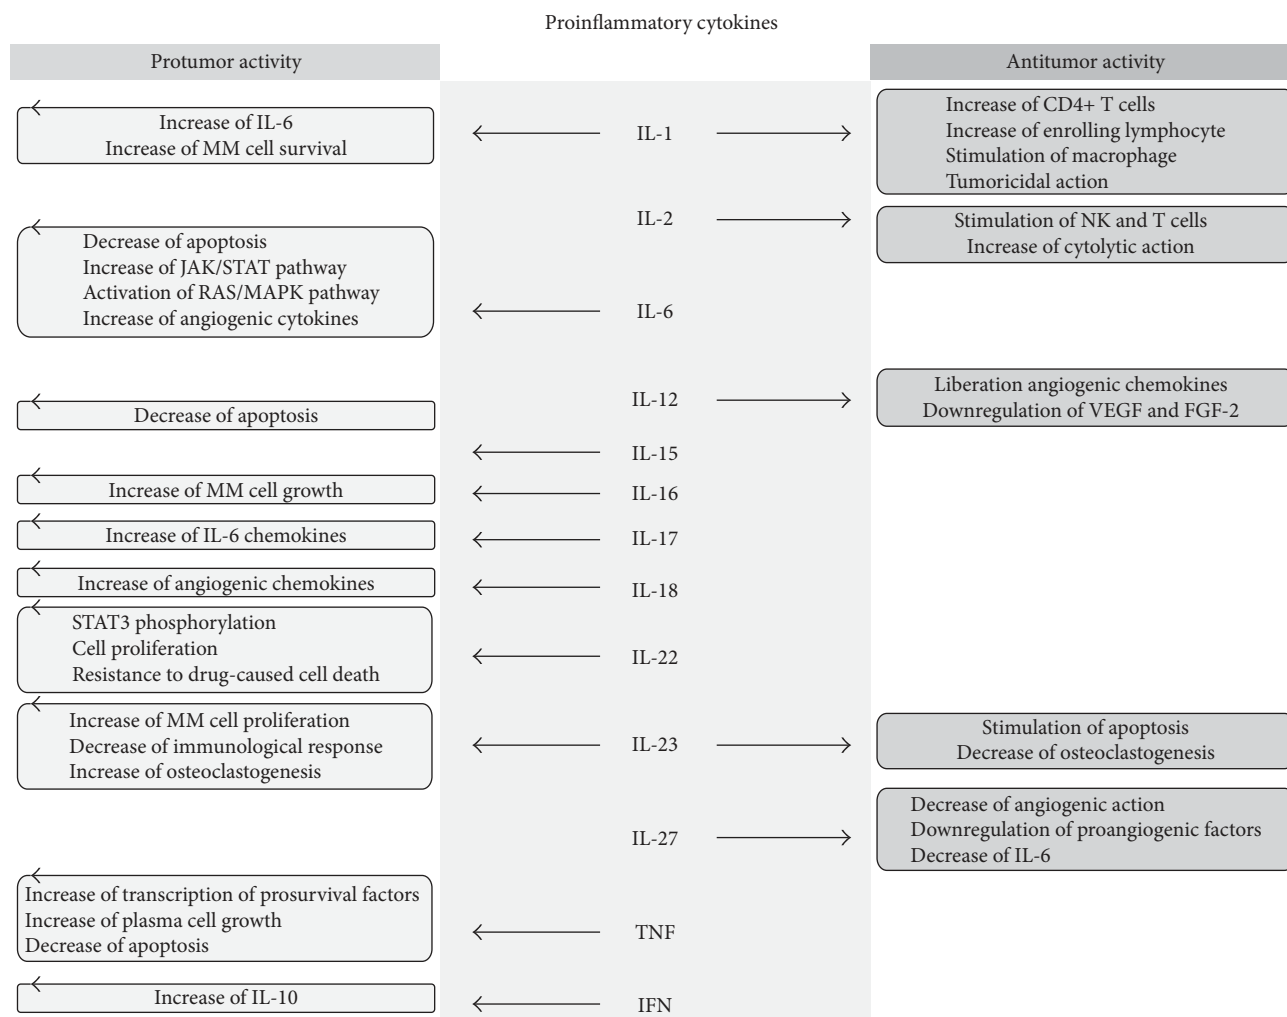 Proinflammatory cytokines
Protumor activity
Antitumor activity
Increase of IL-6
Increase of MM cell survival
IL-1
Increase of CD4+ T cells
Increase of enrolling lymphocyte
Stimulation of macrophage
Tumoricidal action
IL-2
Stimulation of NK and T cells
Increase of cytolytic action
Decrease of apoptosis
Increase of JAK/STAT pathway
Activation of RAS/MAPK pathway
Increase of angiogenic cytokines
IL-6
IL-12
Liberation angiogenic chemokines
Downregulation of VEGF and FGF-2
Decrease of apoptosis
IL-15
Increase of MM cell growth
IL-16
Increase of IL-6 chemokines
IL-17
Increase of angiogenic chemokines
IL-18
STAT3 phosphorylation
Cell proliferation
Resistance to drug-caused cell death
IL-22
Increase of MM cell proliferation
Decrease of immunological response
Increase of osteoclastogenesis
IL-23
Stimulation of apoptosis
Decrease of osteoclastogenesis
IL-27
Decrease of angiogenic action
Downregulation of proangiogenic factors
Decrease of IL-6
Increase of transcription of prosurvival factors
Increase of plasma cell growth
Decrease of apoptosis
TNF
Increase of IL-10
IFN